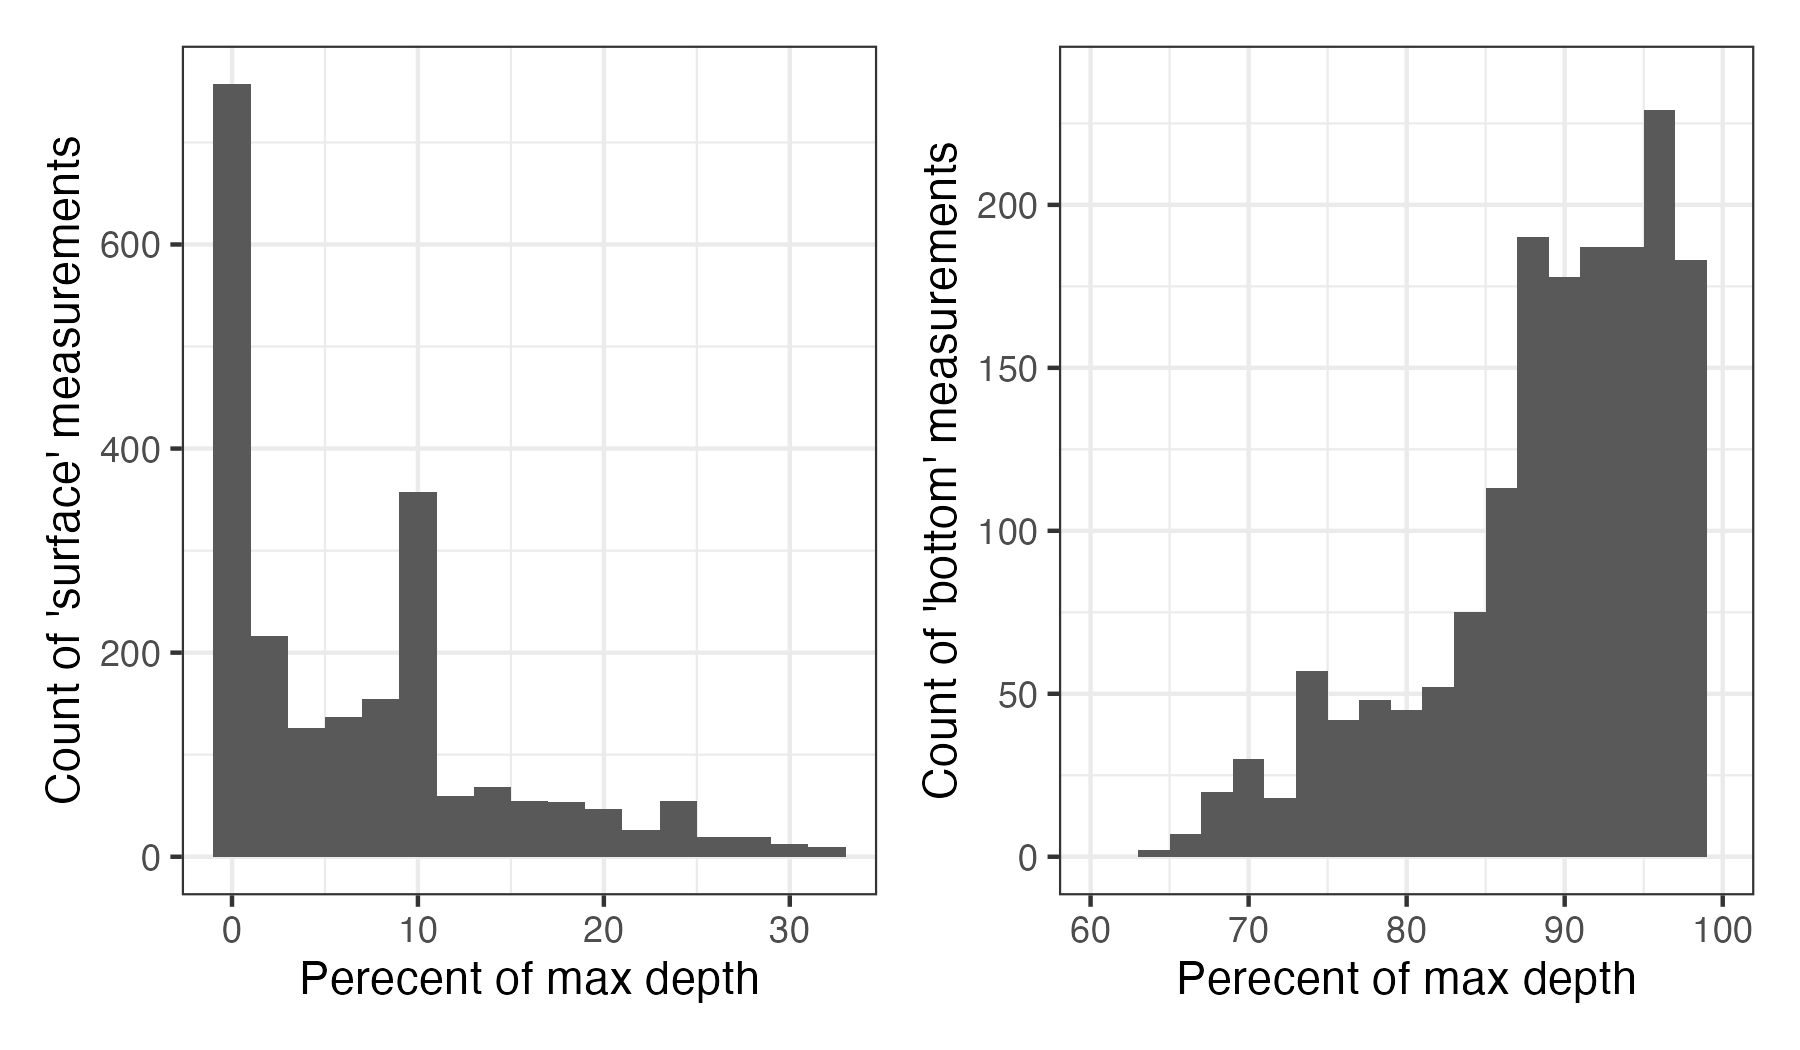 Count of 'surface' measurements
600
400
200
0
0 10 20 30
Perecent of max depth
Count of 'bottom' measurements
200
150
100
50
0
60 70 80 90 100
Perecent of max depth